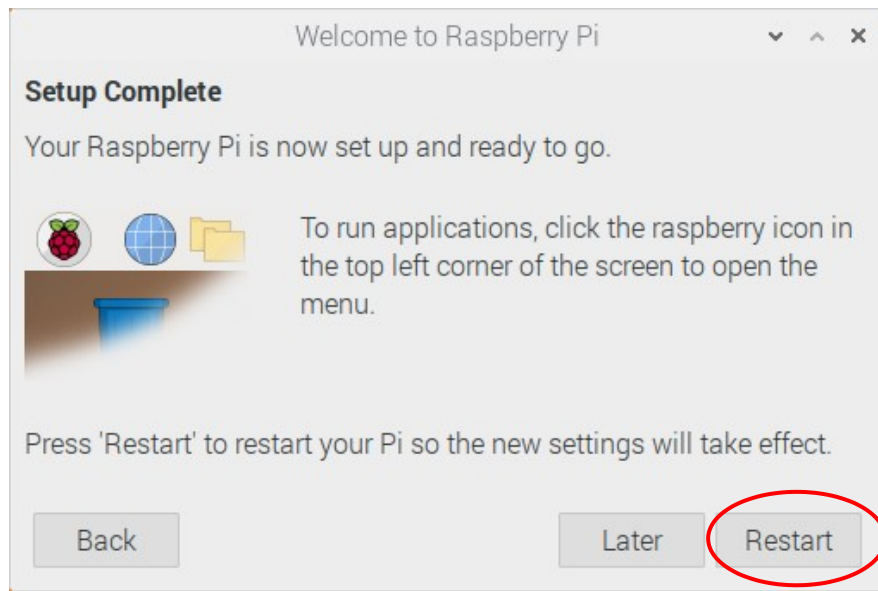 Welcome to Raspberry Pi
Setup Complete
Your Raspberry Pi is now set up and ready to go.
To run applications, click the raspberry icon in
the top left corner of the screen to open the
menu.
Press 'Restart' to restart your Pi so the new settings will take effect.
Back
Later
Restart